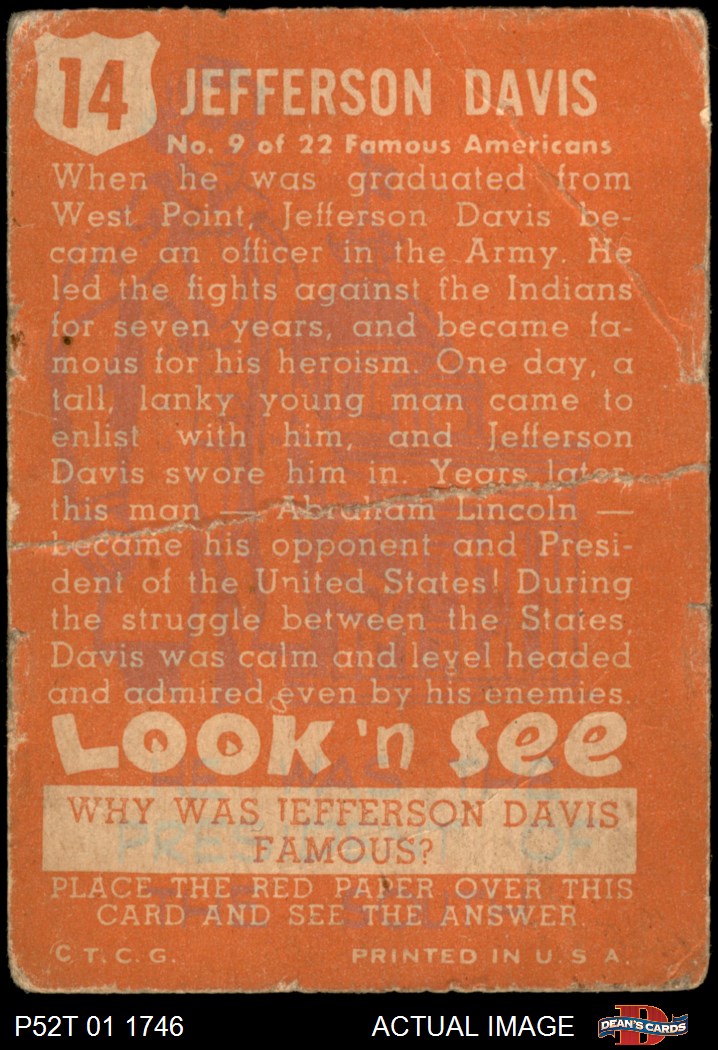 14
JEFFERSON DAVIS
No. 9 of 22 Famous Americans
When he was graduated from
West Point, Jefferson Davis be-
came an officer in the Army. He
led the fights against the Indians
for seven years, and became fa-
mous for his heroism. One day, a
tall, lanky young man came to
enlist with him, and Jefferson
Davis swore him in. Years later,
this man — Abraham Lincoln —
became his opponent and Presi-
dent of the United States! During
the struggle between the States,
Davis was calm and level headed
and admired even by his enemies.
LOOK 'n SEE
HE WAS THE
WHY WAS JEFFERSON DAVIS
PRESIDENT OF
FAMOUS?
PLACE THE RED PAPER OVER THIS
CARD AND SEE THE ANSWER.
© T. C. G.
PRINTED IN U. S. A.
P52T 01 1746
ACTUAL IMAGE
D
DEAN'S CARDS